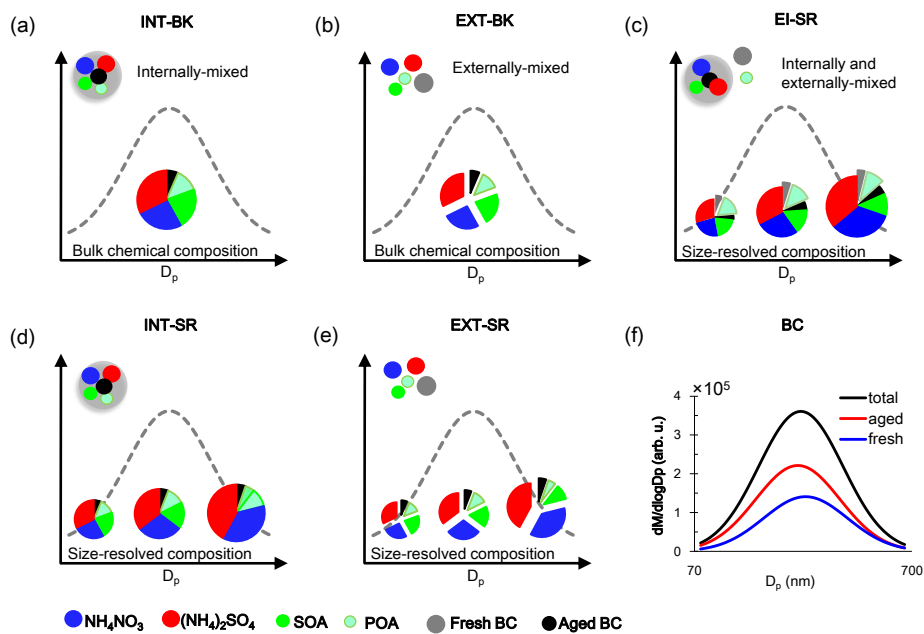 (a)
INT-BK
Internally-mixed
Bulk chemical composition
Dₚ
(b)
EXT-BK
Externally-mixed
Bulk chemical composition
Dₚ
(c)
EI-SR
Internally and
externally-mixed
Size-resolved composition
Dₚ
(d)
INT-SR
Size-resolved composition
Dₚ
(e)
EXT-SR
Size-resolved composition
Dₚ
(f)
BC
×10⁵
4
3
2
1
0
dM/dlogDp (arb. u.)
total
aged
fresh
70
700
Dₚ (nm)
NH₄NO₃
(NH₄)₂SO₄
SOA
POA
Fresh BC
Aged BC